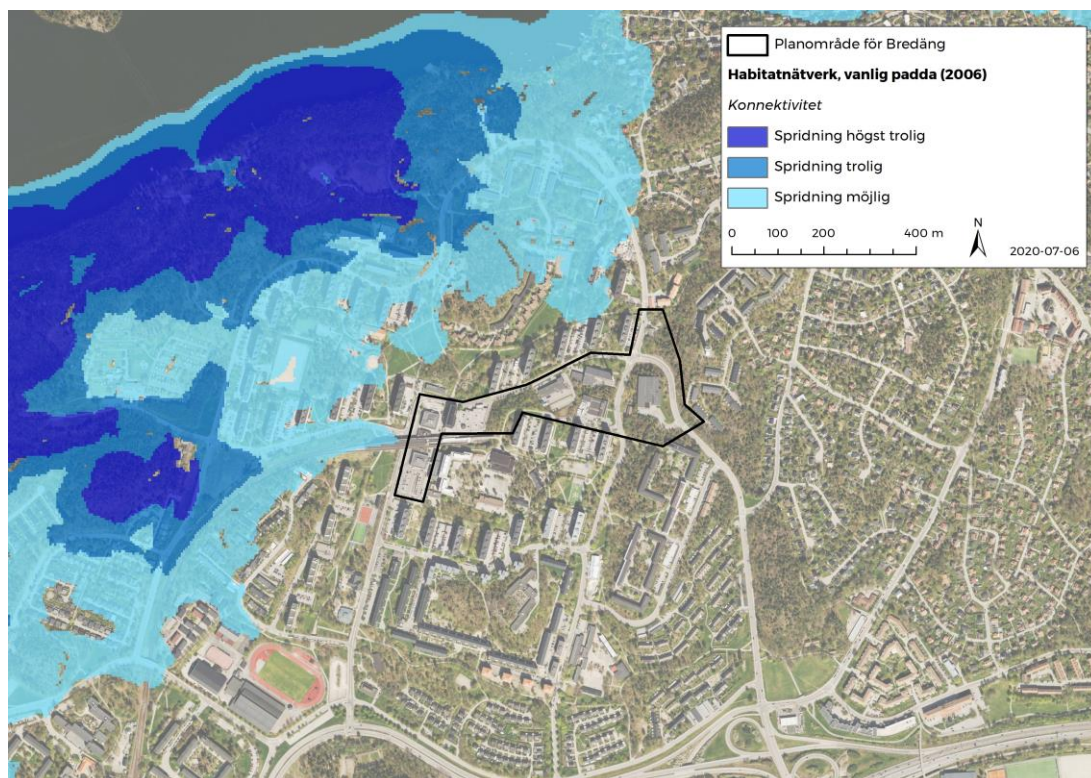 Planområde för Bredäng
Habitatnätverk, vanlig padda (2006)
Konnektivitet
Spridning högst trolig
Spridning trolig
Spridning möjlig
0 100 200 400 m
N
2020-07-06